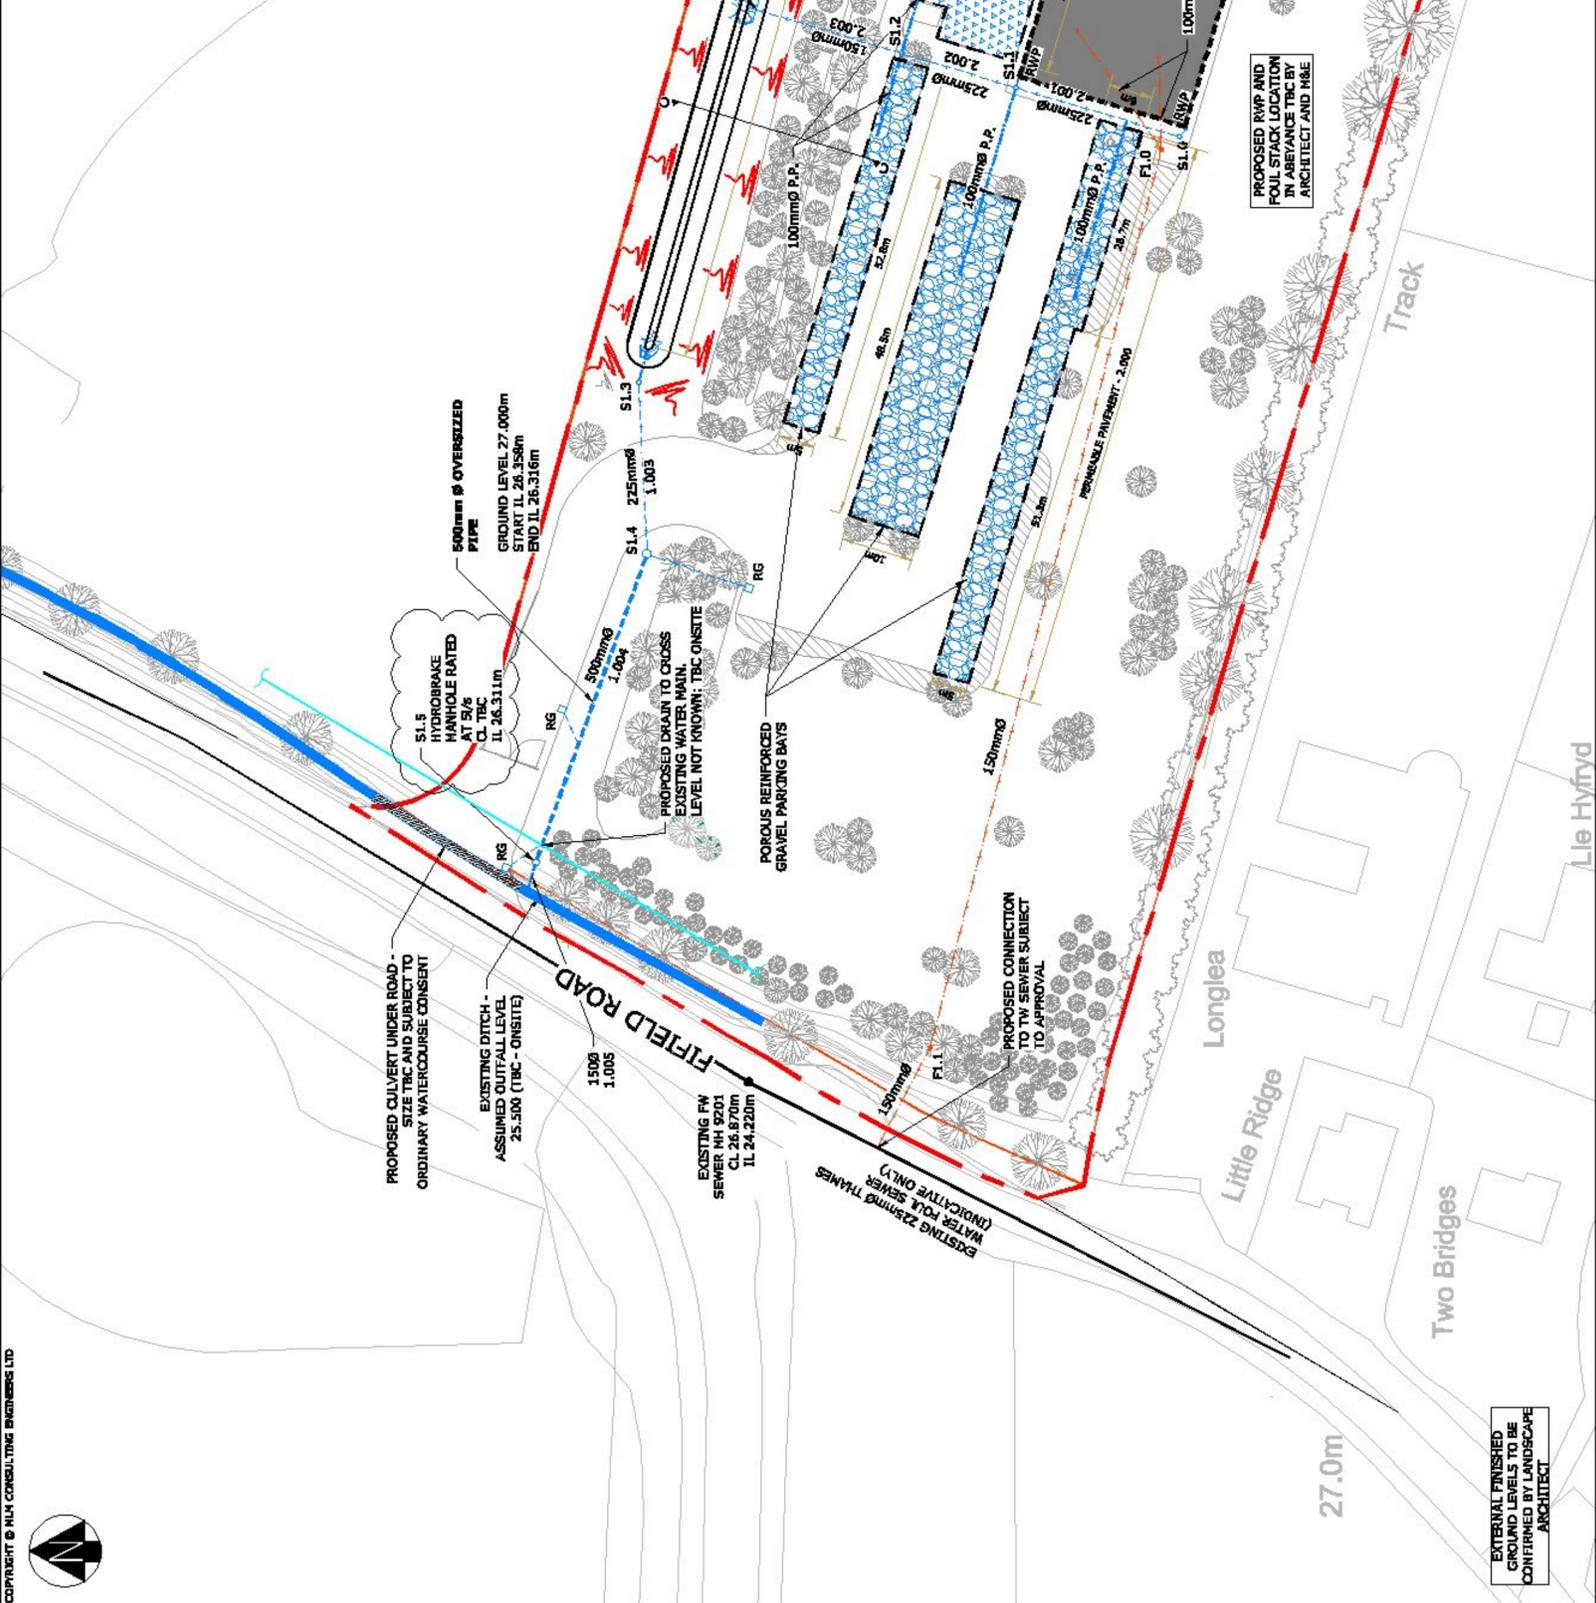 COPYRIGHT © MLM CONSULTING ENGINEERS LTD
N
500mm Ø OVERSIZED
PIPE
GROUND LEVEL 27.000m
START IL 26.358m
END IL 26.316m
S1.5
HYDROBRAKE
MANHOLE RATED
AT 5l/s
CL TBC
IL 26.311m
PROPOSED CULVERT UNDER ROAD -
SIZE TBC AND SUBJECT TO
ORDINARY WATERCOURSE CONSENT
EXISTING DITCH -
ASSUMED OUTFALL LEVEL
25.500 (TBC - ONSITE)
150Ø
1.005
FIFIELD ROAD
EXISTING FW
SEWER MH 9201
CL 26.870m
IL 24.220m
EXISTING 225mmØ THAMES
WATER FOUL SEWER
(INDICATIVE ONLY)
PROPOSED CONNECTION
TO TW SEWER SUBJECT
TO APPROVAL
150mmØ
F1.1
150mmØ
PROPOSED DRAIN TO CROSS
EXISTING WATER MAIN.
LEVEL NOT KNOWN: TBC ONSITE
POROUS REINFORCED
GRAVEL PARKING BAYS
RG
RG
RG
500mmØ
1.004
S1.4
225mmØ
1.003
S1.3
100mmØ P.P.
100mmØ P.P.
100mmØ P.P.
150mmØ
2.003
S1.2
2.002
225mmØ
S1.1
RWP
2.001
225mmØ
RWP
S1.0
F1.0
100m
6m
52.8m
48.5m
28.7m
51.8m
10m
5m
PERMEABLE PAVEMENT - 2.000
PROPOSED RWP AND
FOUL STACK LOCATION
IN ABEYANCE TBC BY
ARCHITECT AND M&E
Track
Lle Hyfryd
Longlea
Little Ridge
Two Bridges
27.0m
EXTERNAL FINISHED
GROUND LEVELS TO BE
CONFIRMED BY LANDSCAPE
ARCHITECT